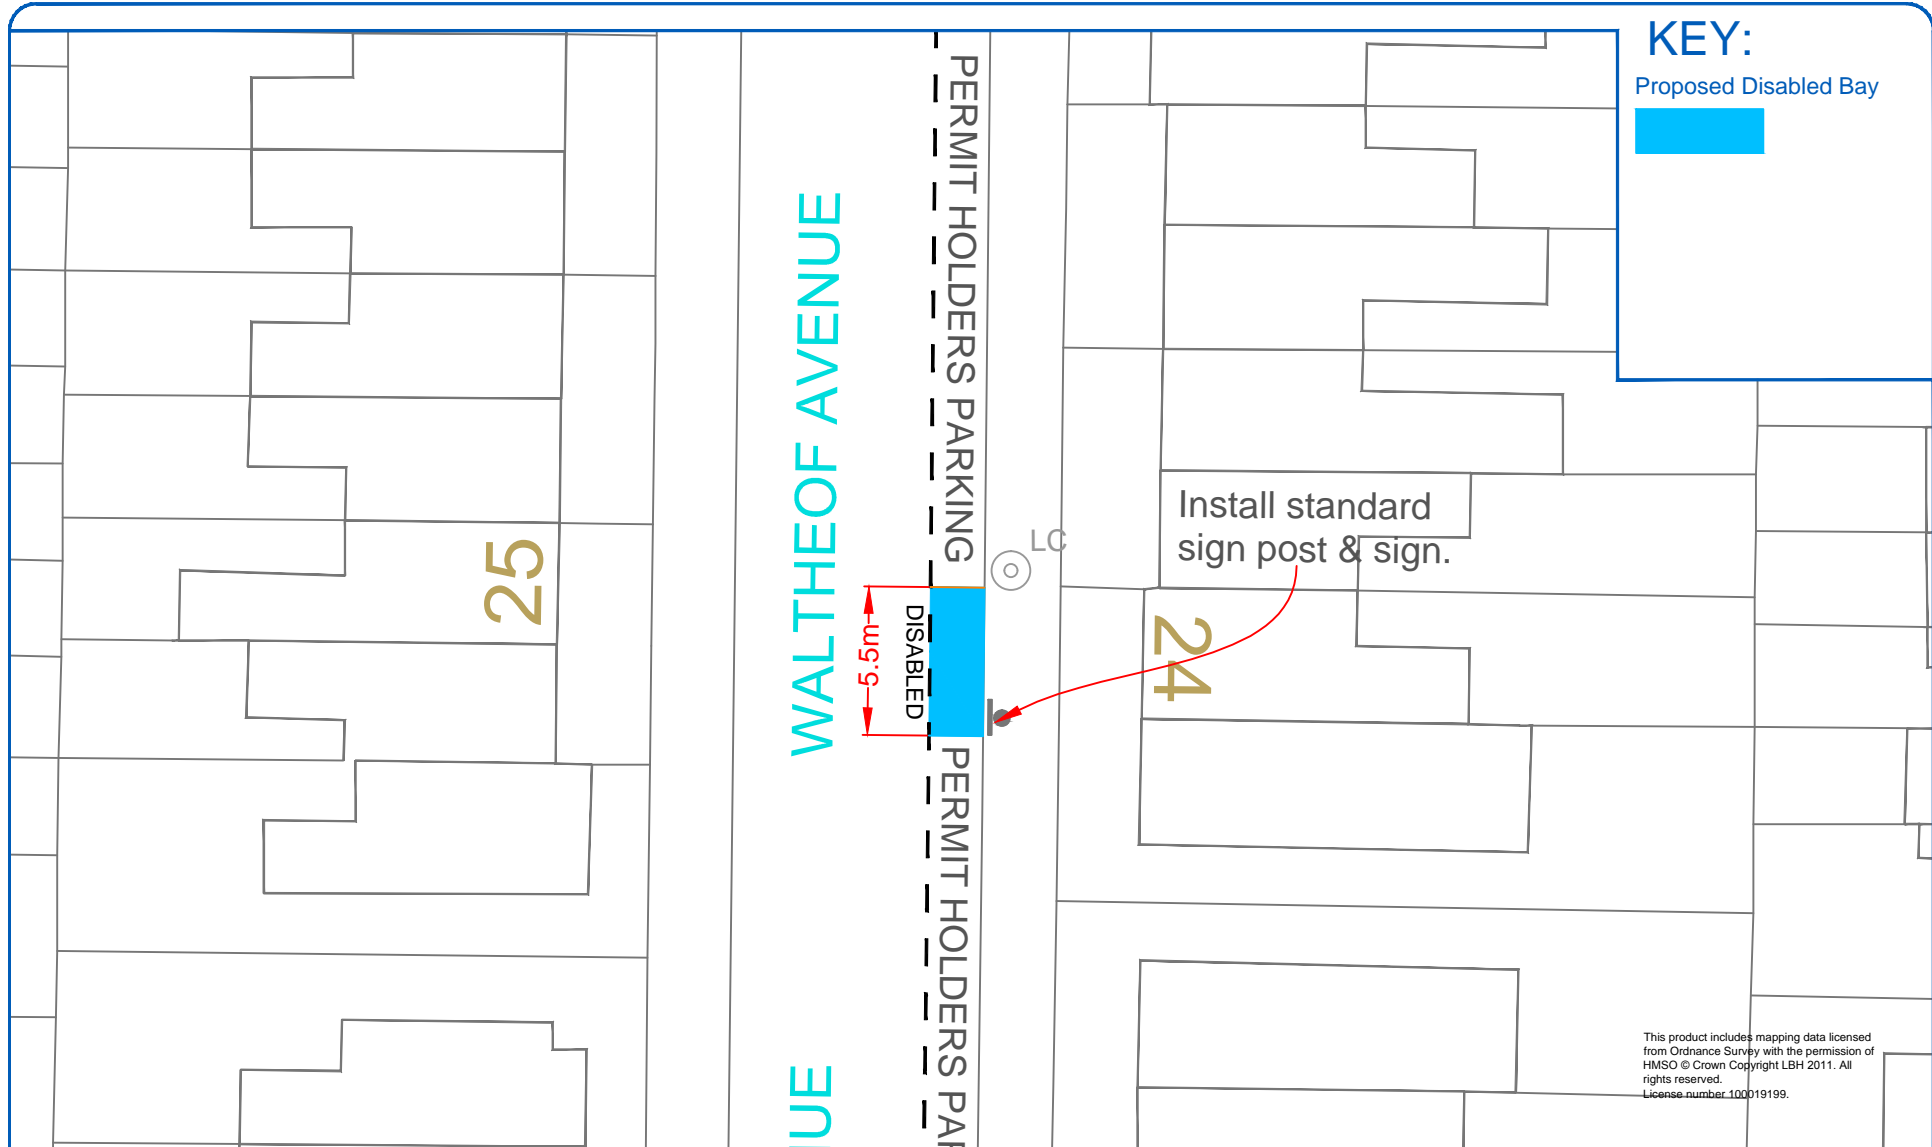 KEY:
Proposed Disabled Bay
PERMIT HOLDERS PARKING
WALTHEOF AVENUE
LC
Install standard
sign post & sign.
25
24
5.5m
DISABLED
PERMIT HOLDERS PAR
UE
This product includes mapping data licensed
from Ordnance Survey with the permission of
HMSO © Crown Copyright LBH 2011. All
rights reserved.
License number 100019199.